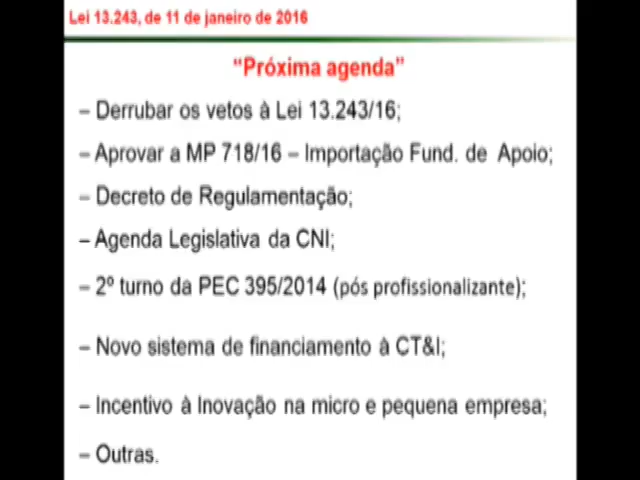 Lei 13.243, de 11 de janeiro de 2016
“Próxima agenda”
– Derrubar os vetos à Lei 13.243/16;
– Aprovar a MP 718/16 – Importação Fund. de Apoio;
– Decreto de Regulamentação;
– Agenda Legislativa da CNI;
– 2º turno da PEC 395/2014 (pós profissionalizante);
– Novo sistema de financiamento à CT&I;
– Incentivo à Inovação na micro e pequena empresa;
– Outras.